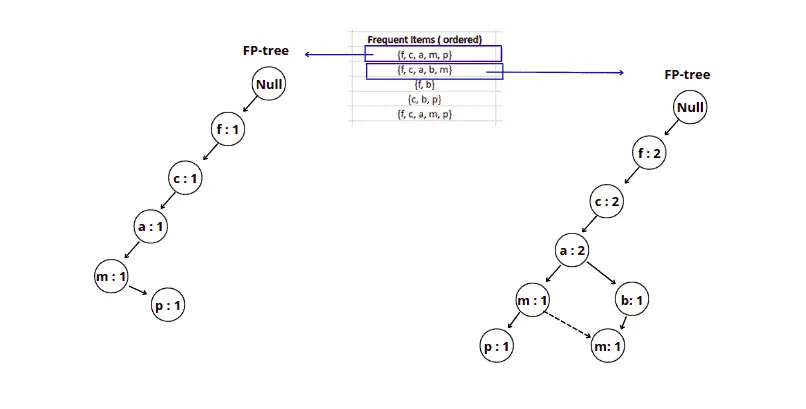 Frequent Items ( ordered)
{f, c, a, m, p}
{f, c, a, b, m}
{f, b}
{c, b, p}
{f, c, a, m, p}
FP-tree
Null
f : 1
c : 1
a : 1
m : 1
p : 1
FP-tree
Null
f : 2
c : 2
a : 2
m : 1
b: 1
p : 1
m: 1